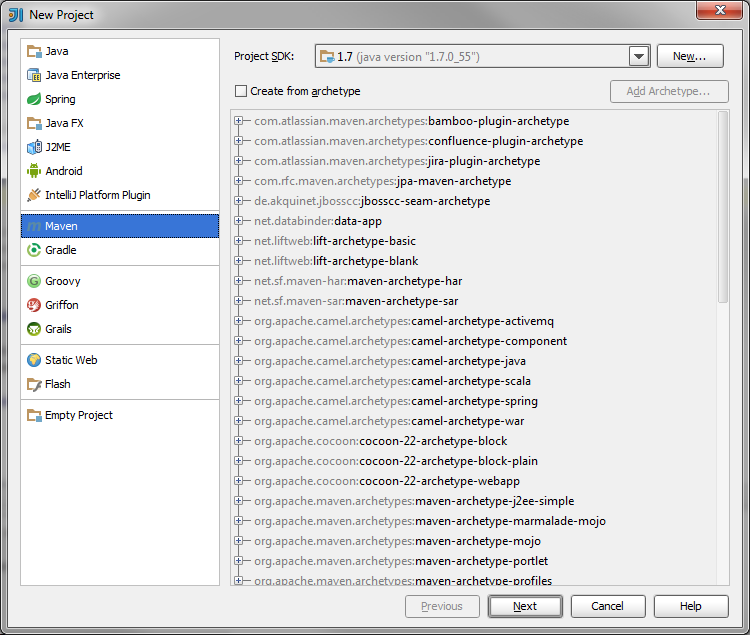 New Project
Java
Java Enterprise
Spring
Java FX
J2ME
Android
IntelliJ Platform Plugin
Maven
Gradle
Groovy
Griffon
Grails
Static Web
Flash
Empty Project
Project SDK: 1.7 (java version "1.7.0_55") New...
Create from archetype Add Archetype...
com.atlassian.maven.archetypes:bamboo-plugin-archetype
com.atlassian.maven.archetypes:confluence-plugin-archetype
com.atlassian.maven.archetypes:jira-plugin-archetype
com.rfc.maven.archetypes:jpa-maven-archetype
de.akquinet.jbosscc:jbosscc-seam-archetype
net.databinder:data-app
net.liftweb:lift-archetype-basic
net.liftweb:lift-archetype-blank
net.sf.maven-har:maven-archetype-har
net.sf.maven-sar:maven-archetype-sar
org.apache.camel.archetypes:camel-archetype-activemq
org.apache.camel.archetypes:camel-archetype-component
org.apache.camel.archetypes:camel-archetype-java
org.apache.camel.archetypes:camel-archetype-scala
org.apache.camel.archetypes:camel-archetype-spring
org.apache.camel.archetypes:camel-archetype-war
org.apache.cocoon:cocoon-22-archetype-block
org.apache.cocoon:cocoon-22-archetype-block-plain
org.apache.cocoon:cocoon-22-archetype-webapp
org.apache.maven.archetypes:maven-archetype-j2ee-simple
org.apache.maven.archetypes:maven-archetype-marmalade-mojo
org.apache.maven.archetypes:maven-archetype-mojo
org.apache.maven.archetypes:maven-archetype-portlet
org.apache.maven.archetypes:maven-archetype-profiles
Previous Next Cancel Help